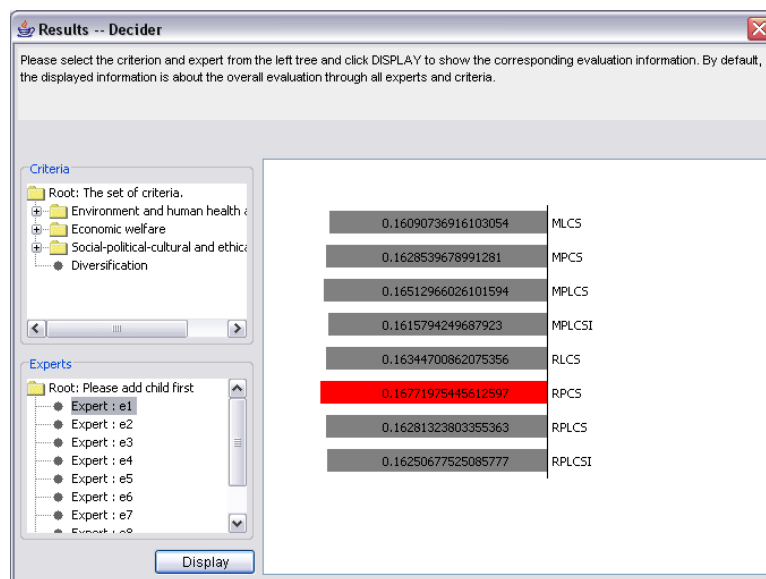 Results -- Decider
Please select the criterion and expert from the left tree and click DISPLAY to show the corresponding evaluation information. By default,
the displayed information is about the overall evaluation through all experts and criteria.
Criteria
Root: The set of criteria.
Environment and human health a
Economic welfare
Social-political-cultural and ethica
Diversification
Experts
Root: Please add child first
Expert : e1
Expert : e2
Expert : e3
Expert : e4
Expert : e5
Expert : e6
Expert : e7
Expert : e8
Display
0.16090736916103054 MLCS
0.1628539678991281 MPCS
0.16512966026101594 MPLCS
0.1615794249687923 MPLCSI
0.16344700862075356 RLCS
0.16771975445612597 RPCS
0.16281323803355363 RPLCS
0.16250677525085777 RPLCSI